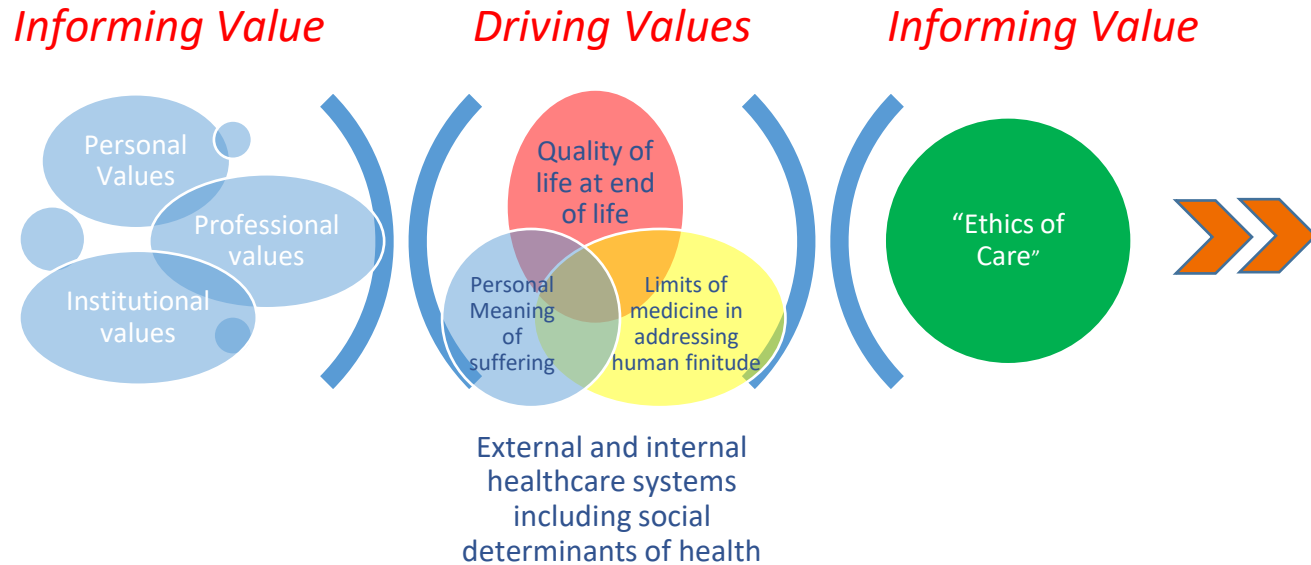 Informing Value
Driving Values
Informing Value
Personal
Values
Professional
values
Institutional
values
Quality of
life at end
of life
Personal
Meaning
of
suffering
Limits of
medicine in
addressing
human finitude
“Ethics of
Care”
External and internal
healthcare systems
including social
determinants of health